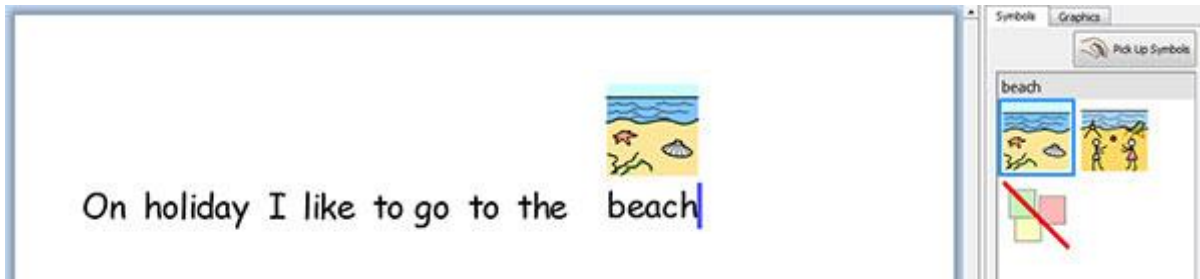 Symbols Graphics
Pick Up Symbols
beach
On holiday I like to go to the beach